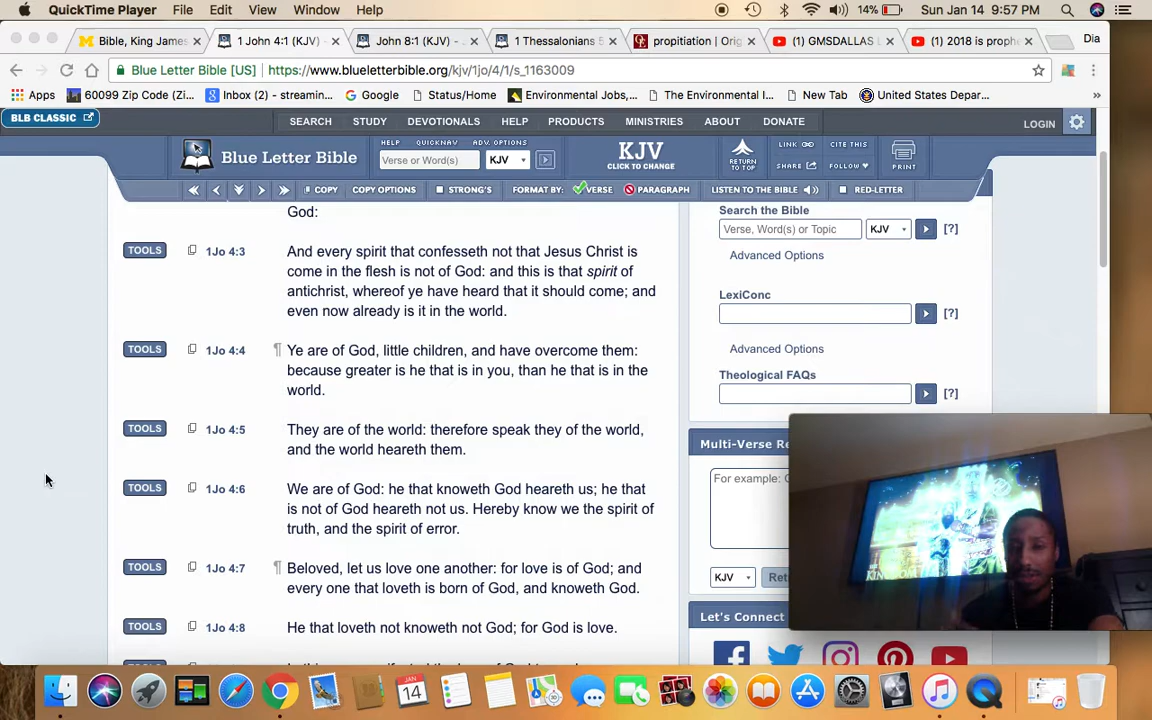 QuickTime Player File Edit View Window Help 14% Sun Jan 14 9:57 PM
Bible, King James 1 John 4:1 (KJV) - John 8:1 (KJV) - 1 Thessalonians 5 propitiation | Orig (1) GMSDALLAS (1) 2018 is prophe Dia
Blue Letter Bible [US] https://www.blueletterbible.org/kjv/1jo/4/1/s_1163009
Apps 60099 Zip Code (Zi... Inbox (2) - streamin... Google Status/Home Environmental Jobs,... The Environmental I... New Tab United States Depar... »
BLB CLASSIC
SEARCH STUDY DEVOTIONALS HELP PRODUCTS MINISTRIES ABOUT DONATE LOGIN
Blue Letter Bible
HELP QUICKNAV ADV. OPTIONS
Verse or Word(s) KJV
KJV
CLICK TO CHANGE
RETURN TO TOP
LINK CITE THIS
SHARE FOLLOW
PRINT
COPY COPY OPTIONS STRONG'S FORMAT BY: VERSE PARAGRAPH LISTEN TO THE BIBLE RED-LETTER
God:
TOOLS 1Jo 4:3 And every spirit that confesseth not that Jesus Christ is
come in the flesh is not of God: and this is that spirit of
antichrist, whereof ye have heard that it should come; and
even now already is it in the world.
TOOLS 1Jo 4:4 ¶ Ye are of God, little children, and have overcome them:
because greater is he that is in you, than he that is in the
world.
TOOLS 1Jo 4:5 They are of the world: therefore speak they of the world,
and the world heareth them.
TOOLS 1Jo 4:6 We are of God: he that knoweth God heareth us; he that
is not of God heareth not us. Hereby know we the spirit of
truth, and the spirit of error.
TOOLS 1Jo 4:7 ¶ Beloved, let us love one another: for love is of God; and
every one that loveth is born of God, and knoweth God.
TOOLS 1Jo 4:8 He that loveth not knoweth not God; for God is love.
Search the Bible
Verse, Word(s) or Topic KJV [?]
Advanced Options
LexiConc
[?]
Advanced Options
Theological FAQs
[?]
Multi-Verse Re
For example:
KJV Ret
Let's Connect
JAN
14